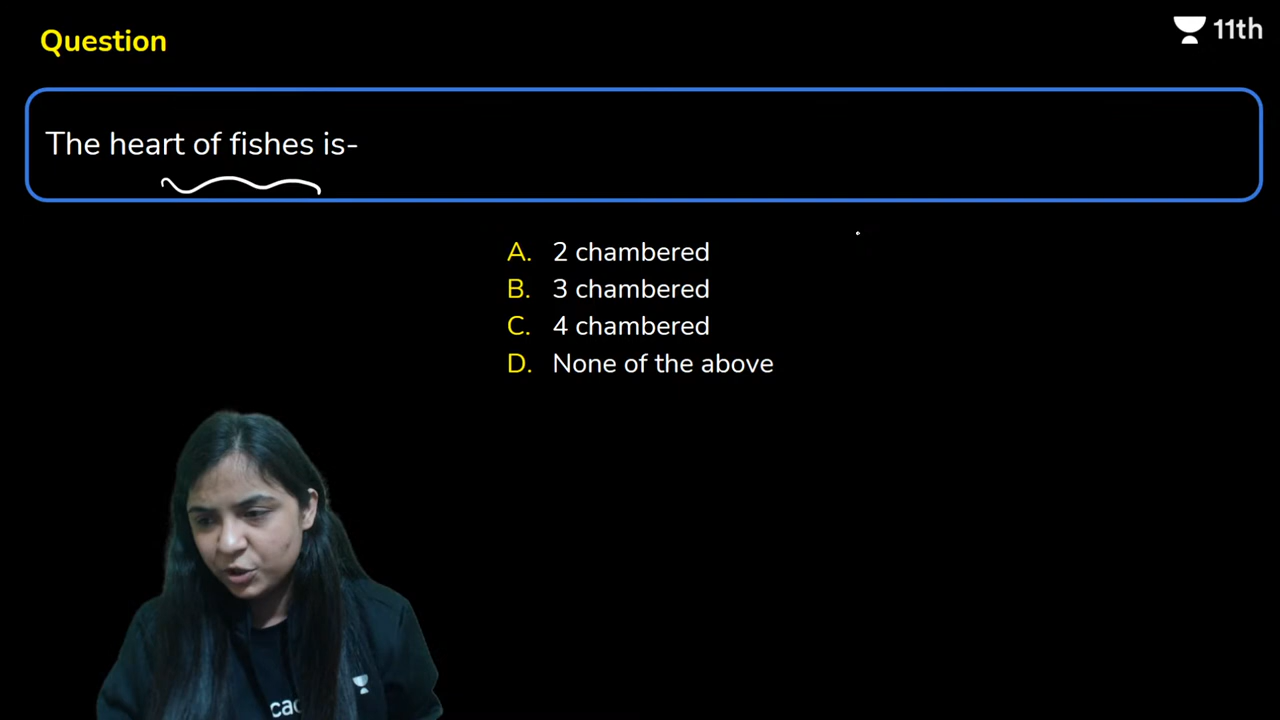 Question
11th
The heart of fishes is-
A. 2 chambered
B. 3 chambered
C. 4 chambered
D. None of the above